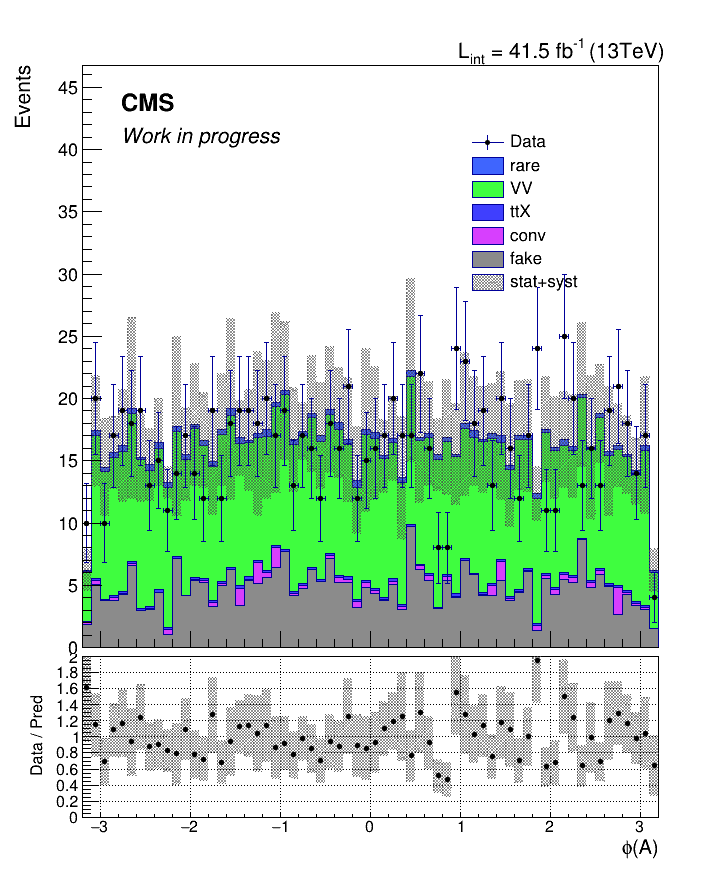 L_int = 41.5 fb^-1 (13TeV)
Events
CMS
Work in progress
Data
rare
VV
ttX
conv
fake
stat+syst
45
40
35
30
25
20
15
10
5
0
Data / Pred
2
1.8
1.6
1.4
1.2
1
0.8
0.6
0.4
0.2
0
−3 −2 −1 0 1 2 3
ϕ(A)